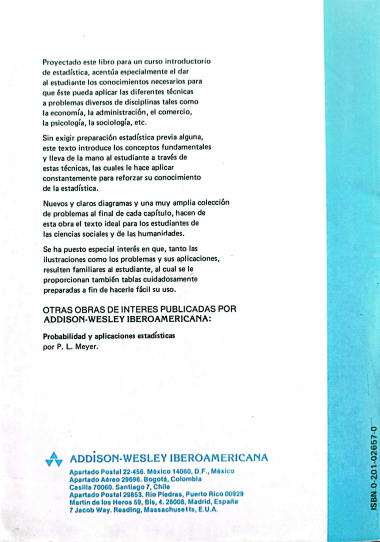 Proyectado este libro para un curso introductorio
de estadística, acentúa especialmente el dar
al estudiante los conocimientos necesarios para
que éste pueda aplicar las diferentes técnicas
a problemas diversos de disciplinas tales como
la economía, la administración, el comercio,
la psicología, la sociología, etc.
Sin exigir preparación estadística previa alguna,
este texto introduce los conceptos fundamentales
y lleva de la mano al estudiante a través de
estas técnicas, las cuales le hace aplicar
constantemente para reforzar su conocimiento
de la estadística.
Nuevos y claros diagramas y una muy amplia colección
de problemas al final de cada capítulo, hacen de
esta obra el texto ideal para los estudiantes de
las ciencias sociales y de las humanidades.
Se ha puesto especial interés en que, tanto las
ilustraciones como los problemas y sus aplicaciones,
resulten familiares al estudiante, al cual se le
proporcionan también tablas cuidadosamente
preparadas a fin de hacerle fácil su uso.
OTRAS OBRAS DE INTERES PUBLICADAS POR
ADDISON-WESLEY IBEROAMERICANA:
Probabilidad y aplicaciones estadísticas
por P. L. Meyer.
ADDISON-WESLEY IBEROAMERICANA
Apartado Postal 22-456. México 14060, D.F., México
Apartado Aéreo 29696. Bogotá, Colombia
Casilla 70060. Santiago 7, Chile
Apartado Postal 29853. Río Piedras, Puerto Rico 00929
Martín de los Heros 59, Bis, 4. 28008, Madrid, España
7 Jacob Way. Reading, Massachusetts, E.U.A.
ISBN 0-201-02657-0